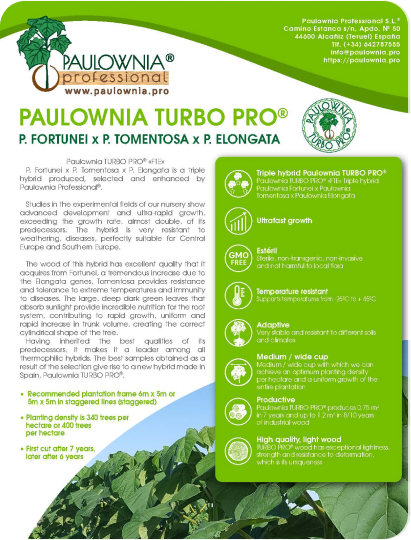 Paulownia Professional S.L.®
Camino Estanca s/n, Apdo. Nº 50
44600 Alcañiz (Teruel) España
Tlf. (+34) 842787555
info@paulownia.pro
https://paulownia.pro
PAULOWNIA®
professional
www.paulownia.pro
PAULOWNIA TURBO PRO®
P. FORTUNEI x P. TOMENTOSA x P. ELONGATA
PAULOWNIA
TURBO PRO®
Paulownia TURBO PRO® «FTE»
P. Fortunei x P. Tomentosa x P. Elongata is a triple
hybrid produced, selected and enhanced by
Paulownia Professional®.
Studies in the experimental fields of our nursery show
advanced development and ultra-rapid growth,
exceeding the growth rate, almost double, of its
predecessors. The hybrid is very resistant to
weathering, diseases, perfectly suitable for Central
Europe and Southern Europe.
The wood of this hybrid has excellent quality that it
acquires from Fortunei, a tremendous increase due to
the Elongata genes. Tomentosa provides resistance
and tolerance to extreme temperatures and immunity
to diseases. The large, deep dark green leaves that
absorb sunlight provide incredible nutrition for the root
system, contributing to rapid growth, uniform and
rapid increase in trunk volume, creating the correct
cylindrical shape of the tree.
Having inherited the best qualities of its
predecessors, it makes it a leader among all
thermophilic hybrids. The best samples obtained as a
result of the selection give rise to a new hybrid made in
Spain, Paulownia TURBO PRO®.
• Recommended plantation frame 6m x 5m or
5m x 5m in staggered lines (staggered)
• Planting density is 340 trees per
hectare or 400 trees
per hectare
• First cut after 7 years,
later after 6 years
Triple hybrid Paulownia TURBO PRO®
Paulownia TURBO PRO® «FTE» Triple hybrid
Paulownia Fortunei x Paulownia
Tomentosa x Paulownia Elongata
Ultrafast growth
GMO
FREE
Estéril
Sterile, non-transgenic, non-invasive
and not harmful to local flora
Temperature resistant
Adaptive
Very stable and resistant to different soils
and climates
Medium / wide cup
Medium / wide cup with which we can
achieve an optimum planting density
per hectare and a uniform growth of the
entire plantation
Productive
Paulownia TURBO PRO® produces 0.75 m³
in 7 years and up to 1.2 m³ in 8/10 years
of industrial wood
High quality, light wood
TURBO PRO® wood has exceptional lightness,
strength and resistance to deformation,
which is its uniqueness